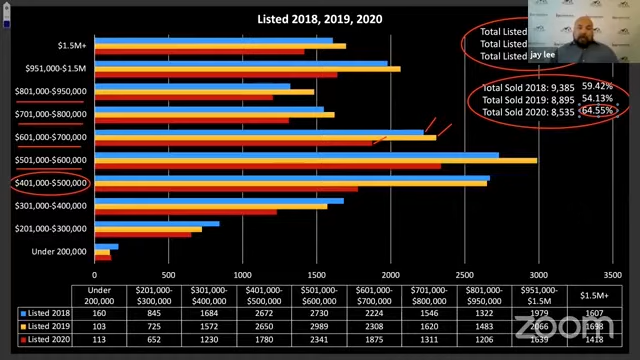 Listed 2018, 2019, 2020
Total Listed
Total Listed
Total Listed
jay lee
Total Sold 2018: 9,385 59.42%
Total Sold 2019: 8,895 54.13%
Total Sold 2020: 8,535 64.55%
$1.5M+
$951,000-$1.5M
$801,000-$950,000
$701,000-$800,000
$601,000-$700,000
$501,000-$600,000
$401,000-$500,000
$301,000-$400,000
$201,000-$300,000
Under 200,000
0 500 1000 1500 2000 2500 3000 3500
Under 200,000 $201,000-$300,000 $301,000-$400,000 $401,000-$500,000 $501,000-$600,000 $601,000-$700,000 $701,000-$800,000 $801,000-$950,000 $951,000-$1.5M $1.5M+
Listed 2018 160 845 1684 2672 2730 2224 1546 1322 1979 1607
Listed 2019 103 725 1572 2650 2989 2308 1620 1483 2066 1698
Listed 2020 113 652 1230 1780 2341 1875 1311 1206 1639 1418
zoom